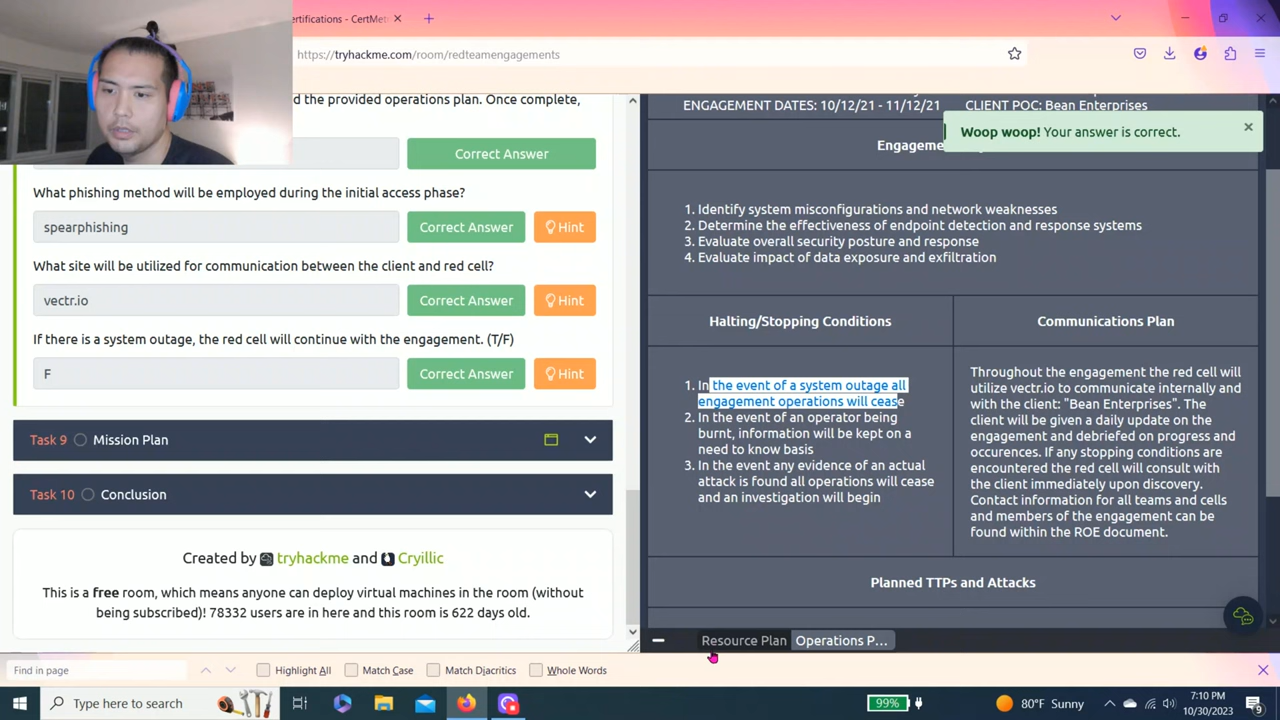 ertifications - CertMet
https://tryhackme.com/room/redteamengagements
d the provided operations plan. Once complete,
Correct Answer
What phishing method will be employed during the initial access phase?
spearphishing
Correct Answer
Hint
What site will be utilized for communication between the client and red cell?
vectr.io
Correct Answer
Hint
If there is a system outage, the red cell will continue with the engagement. (T/F)
F
Correct Answer
Hint
Task 9 Mission Plan
Task 10 Conclusion
Created by tryhackme and Cryillic
This is a free room, which means anyone can deploy virtual machines in the room (without
being subscribed)! 78332 users are in here and this room is 622 days old.
ENGAGEMENT DATES: 10/12/21 - 11/12/21
CLIENT POC: Bean Enterprises
Woop woop! Your answer is correct.
Engagem
1. Identify system misconfigurations and network weaknesses
2. Determine the effectiveness of endpoint detection and response systems
3. Evaluate overall security posture and response
4. Evaluate impact of data exposure and exfiltration
Halting/Stopping Conditions
1. In the event of a system outage all
engagement operations will cease
2. In the event of an operator being
burnt, information will be kept on a
need to know basis
3. In the event any evidence of an actual
attack is found all operations will cease
and an investigation will begin
Communications Plan
Throughout the engagement the red cell will
utilize vectr.io to communicate internally and
with the client: "Bean Enterprises". The
client will be given a daily update on the
engagement and debriefed on progress and
occurences. If any stopping conditions are
encountered the red cell will consult with
the client immediately upon discovery.
Contact information for all teams and cells
and members of the engagement can be
found within the ROE document.
Planned TTPs and Attacks
Resource Plan
Operations P...
Find in page
Highlight All
Match Case
Match Diacritics
Whole Words
Type here to search
99%
80°F Sunny
7:10 PM
10/30/2023
9